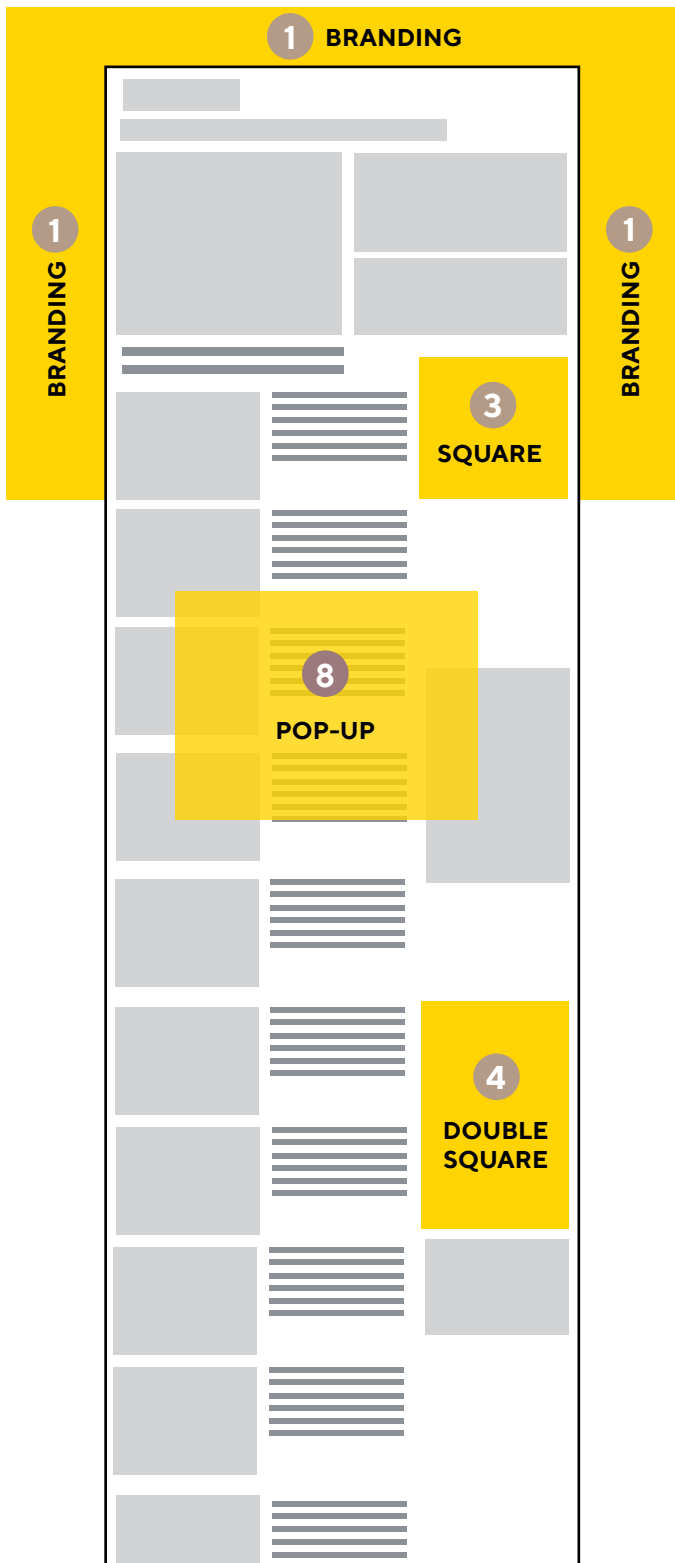 1 BRANDING
1
BRANDING
1
BRANDING
3
SQUARE
8
POP-UP
4
DOUBLE
SQUARE